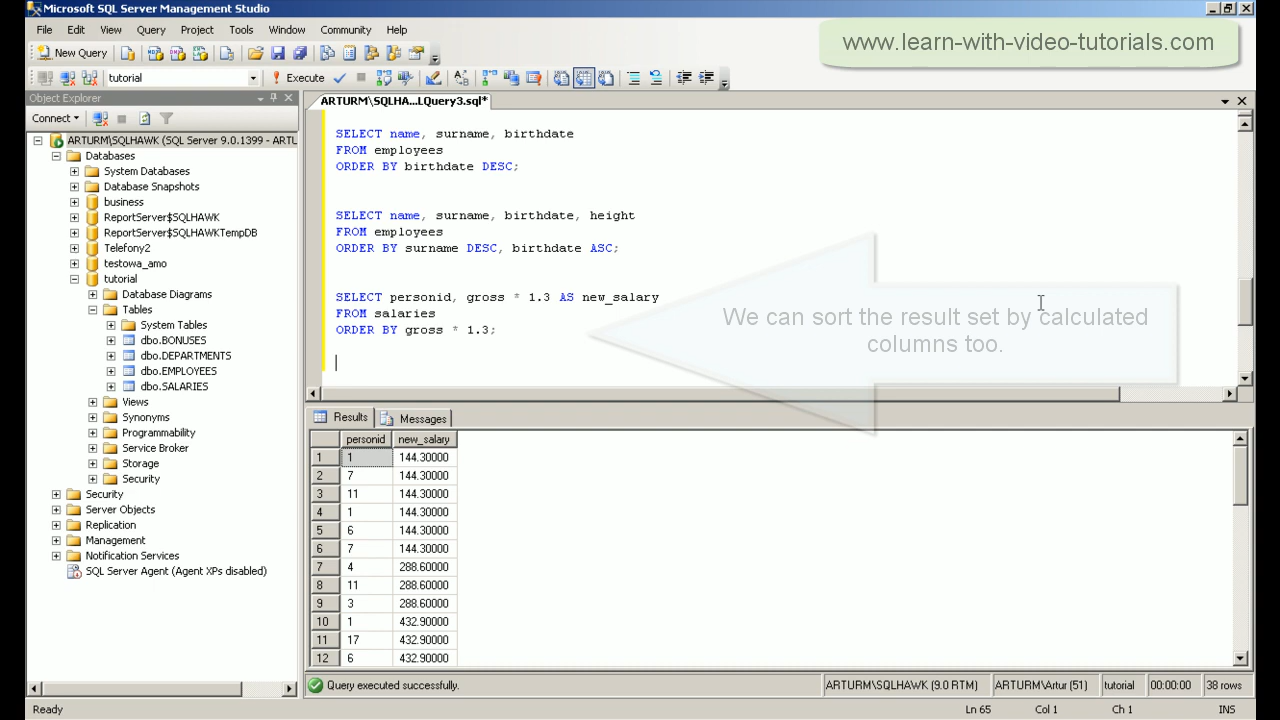 Microsoft SQL Server Management Studio
File Edit View Query Project Tools Window Community Help
www.learn-with-video-tutorials.com
New Query
tutorial
Execute
Object Explorer
Connect
ARTURM\SQLHAWK (SQL Server 9.0.1399 - ARTU
Databases
System Databases
Database Snapshots
business
ReportServer$SQLHAWK
ReportServer$SQLHAWKTempDB
Telefony2
testowa_amo
tutorial
Database Diagrams
Tables
System Tables
dbo.BONUSES
dbo.DEPARTMENTS
dbo.EMPLOYEES
dbo.SALARIES
Views
Synonyms
Programmability
Service Broker
Storage
Security
Security
Server Objects
Replication
Management
Notification Services
SQL Server Agent (Agent XPs disabled)
ARTURM\SQLHA...LQuery3.sql*
SELECT name, surname, birthdate
FROM employees
ORDER BY birthdate DESC;
SELECT name, surname, birthdate, height
FROM employees
ORDER BY surname DESC, birthdate ASC;
SELECT personid, gross * 1.3 AS new_salary
FROM salaries
ORDER BY gross * 1.3;
We can sort the result set by calculated
columns too.
Results Messages
personid new_salary
1 1 144.30000
2 7 144.30000
3 11 144.30000
4 1 144.30000
5 6 144.30000
6 7 144.30000
7 4 288.60000
8 11 288.60000
9 3 288.60000
10 1 432.90000
11 17 432.90000
12 6 432.90000
Query executed successfully. ARTURM\SQLHAWK (9.0 RTM) ARTURM\Artur (51) tutorial 00:00:00 38 rows
Ready Ln 65 Col 1 Ch 1 INS